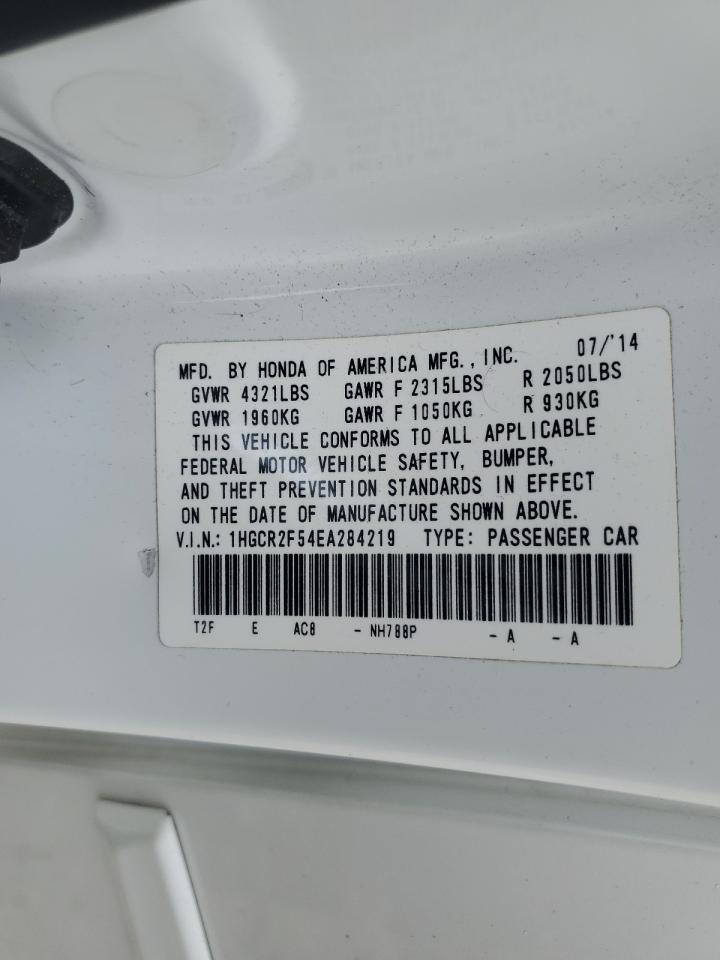 MFD. BY HONDA OF AMERICA MFG., INC. 07/'14
GVWR 4321LBS GAWR F 2315LBS R 2050LBS
GVWR 1960KG GAWR F 1050KG R 930KG
THIS VEHICLE CONFORMS TO ALL APPLICABLE
FEDERAL MOTOR VEHICLE SAFETY, BUMPER,
AND THEFT PREVENTION STANDARDS IN EFFECT
ON THE DATE OF MANUFACTURE SHOWN ABOVE.
V.I.N.: 1HGCR2F54EA284219 TYPE: PASSENGER CAR
T2F E AC8 - NH788P - A - A